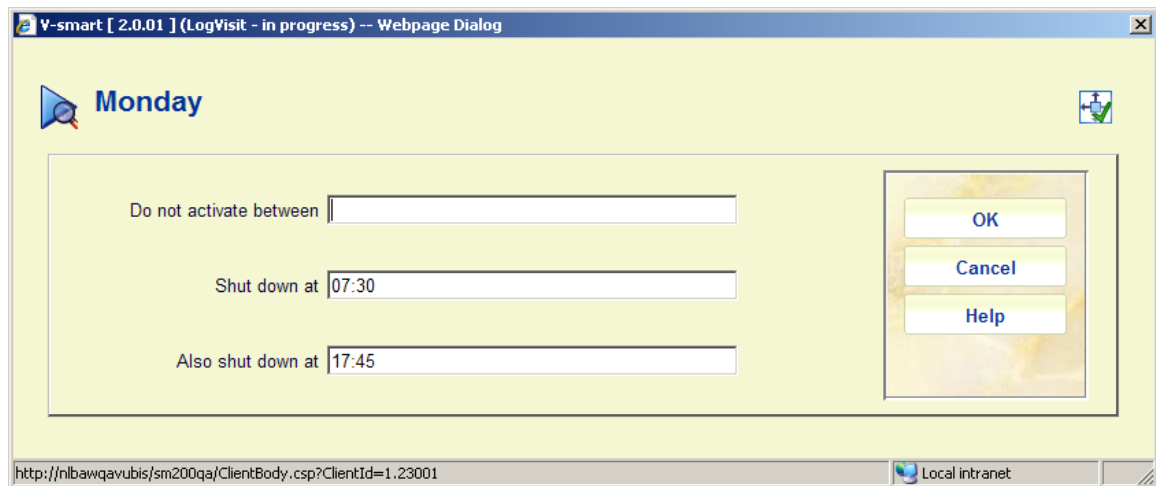 V-smart [ 2.0.01 ] (LogVisit - in progress) -- Webpage Dialog
Monday
Do not activate between
Shut down at 07:30
Also shut down at 17:45
OK
Cancel
Help
http://nlbawqavubis/sm200qa/ClientBody.csp?ClientId=1.23001
Local intranet